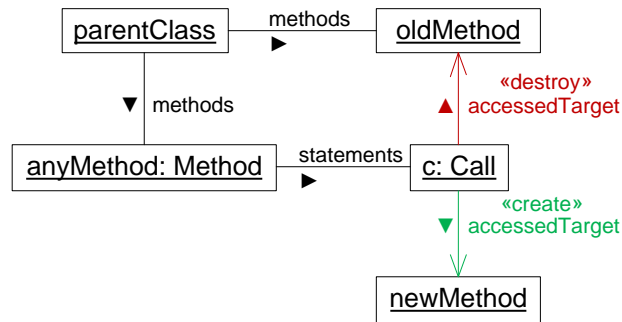 parentClass
methods
oldMethod
methods
«destroy»
accessedTarget
anyMethod: Method
statements
c: Call
«create»
accessedTarget
newMethod